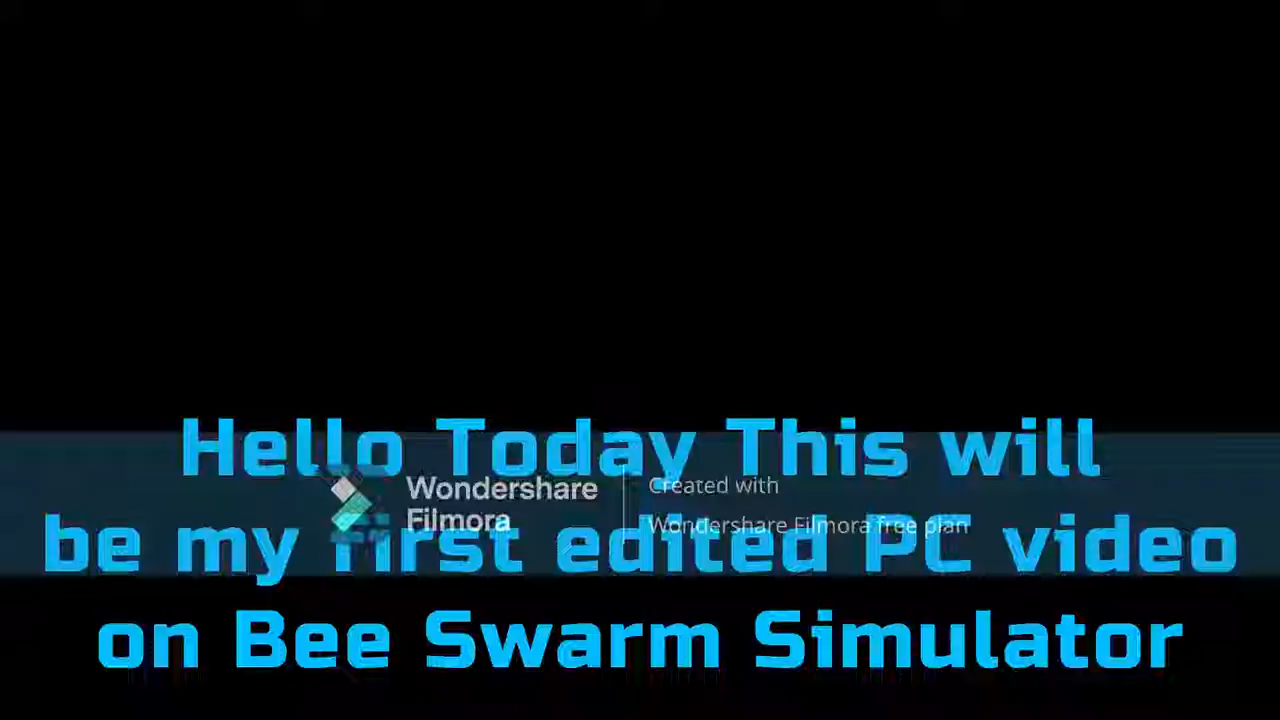 Hello Today This will
be my first edited PC video
on Bee Swarm Simulator
Wondershare
Filmora
Created with
Wondershare Filmora free plan